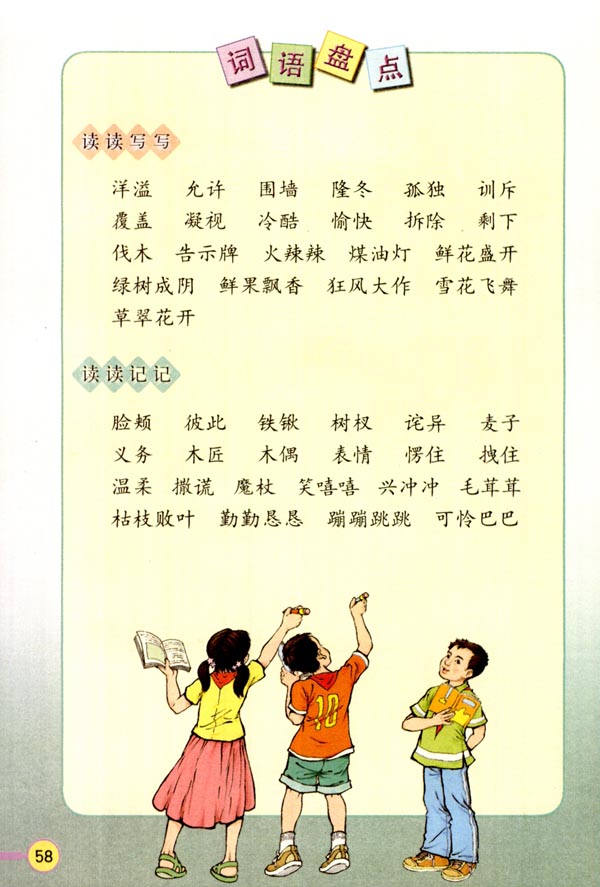 词语盘点
读读写写
洋溢 允许 围墙 隆冬 孤独 训斥
覆盖 凝视 冷酷 愉快 拆除 剩下
伐木 告示牌 火辣辣 煤油灯 鲜花盛开
绿树成阴 鲜果飘香 狂风大作 雪花飞舞
草翠花开
读读记记
脸颊 彼此 铁锹 树杈 诧异 麦子
义务 木匠 木偶 表情 愣住 拽住
温柔 撒谎 魔杖 笑嘻嘻 兴冲冲 毛茸茸
枯枝败叶 勤勤恳恳 蹦蹦跳跳 可怜巴巴
10
58